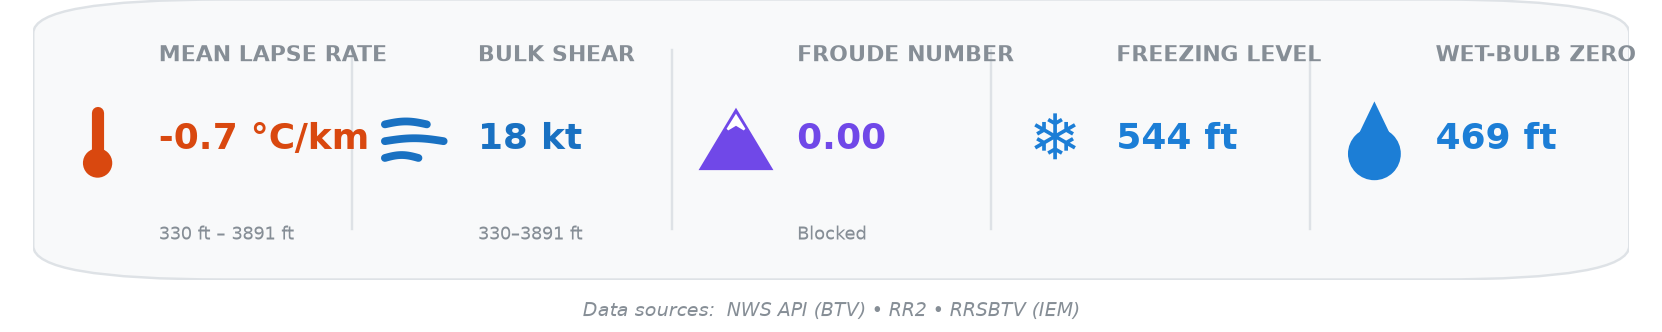 MEAN LAPSE RATE
-0.7 °C/km
330 ft – 3891 ft
BULK SHEAR
18 kt
330–3891 ft
FROUDE NUMBER
0.00
Blocked
FREEZING LEVEL
544 ft
WET-BULB ZERO
469 ft
Data sources:  NWS API (BTV) • RR2 • RRSBTV (IEM)